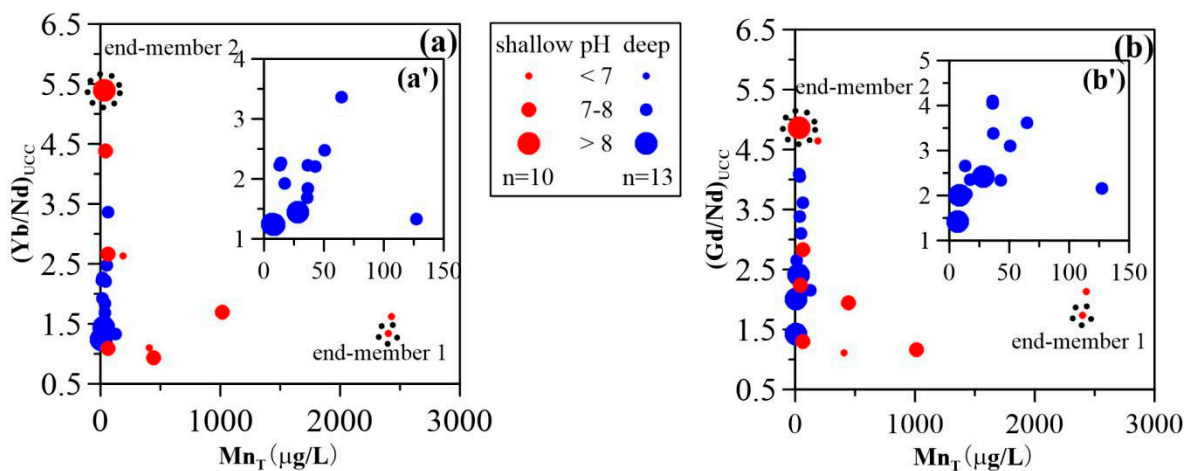 6.5
5.5
4.5
3.5
2.5
1.5
0.5
(Yb/Nd)UCC
end-member 2
(a)
(a')
4
3
2
1
0 50 100 150
end-member 1
0 1000 2000 3000
MnT (μg/L)
shallow pH deep
< 7
7-8
> 8
n=10 n=13
6.5
5.5
4.5
3.5
2.5
1.5
0.5
(Gd/Nd)UCC
end-member 2
(b)
(b')
5
4
3
2
1
0 50 100 150
end-member 1
0 1000 2000 3000
MnT (μg/L)